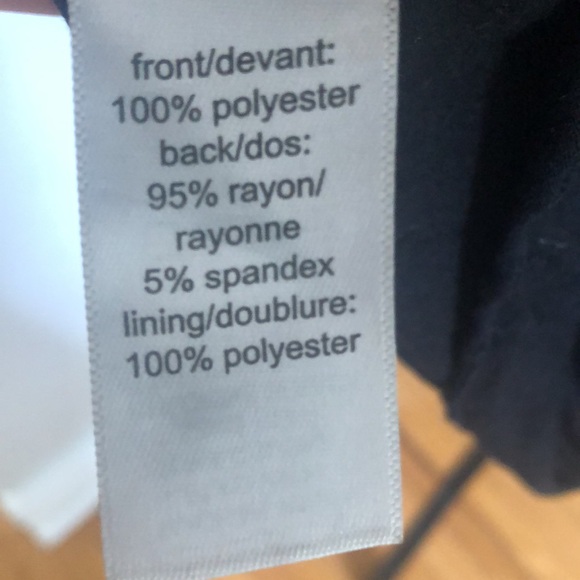 front/devant:
100% polyester
back/dos:
95% rayon/
rayonne
5% spandex
lining/doublure:
100% polyester